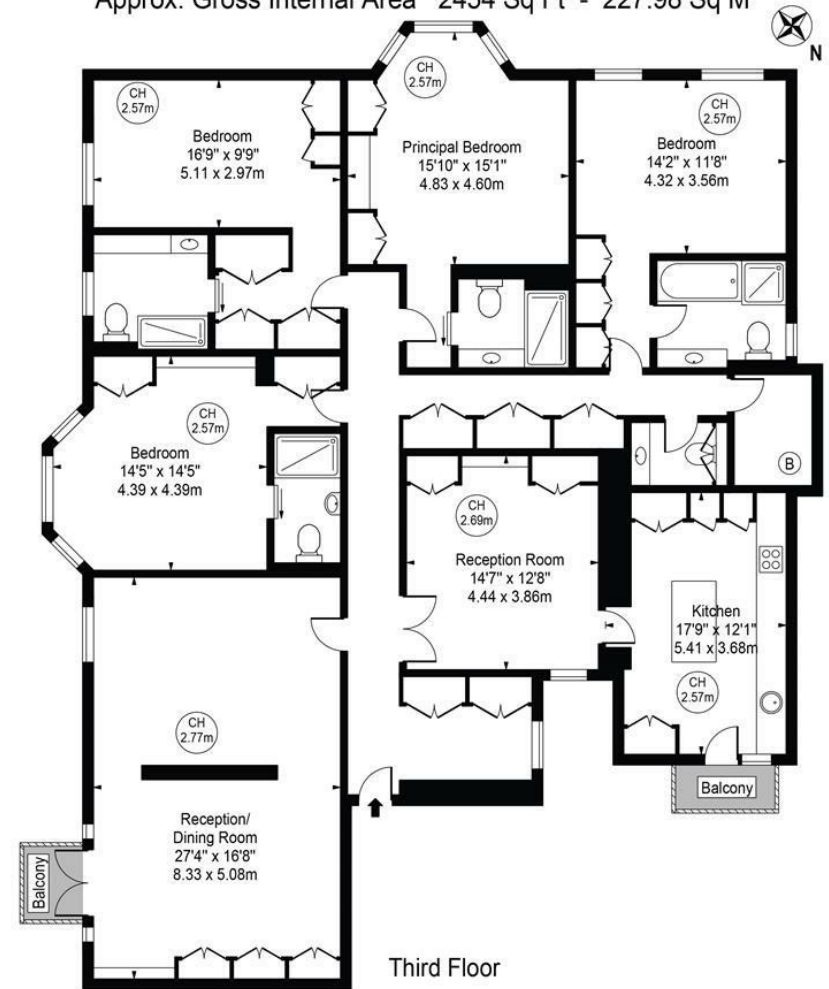 Approx. Gross Internal Area 2454 Sq Ft - 227.98 Sq M
N
CH
2.57m
Bedroom
16'9" x 9'9"
5.11 x 2.97m
CH
2.57m
Principal Bedroom
15'10" x 15'1"
4.83 x 4.60m
CH
2.57m
Bedroom
14'2" x 11'8"
4.32 x 3.56m
CH
2.57m
Bedroom
14'5" x 14'5"
4.39 x 4.39m
B
CH
2.69m
Reception Room
14'7" x 12'8"
4.44 x 3.86m
Kitchen
17'9" x 12'1"
5.41 x 3.68m
CH
2.57m
Balcony
CH
2.77m
Reception/
Dining Room
27'4" x 16'8"
8.33 x 5.08m
Balcony
Third Floor